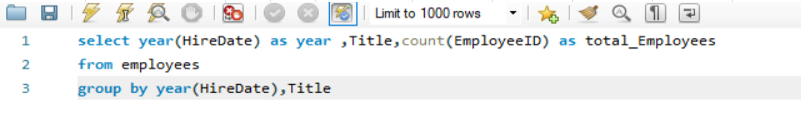 Limit to 1000 rows
1 select year(HireDate) as year ,Title,count(EmployeeID) as total_Employees
2 from employees
3 group by year(HireDate),Title